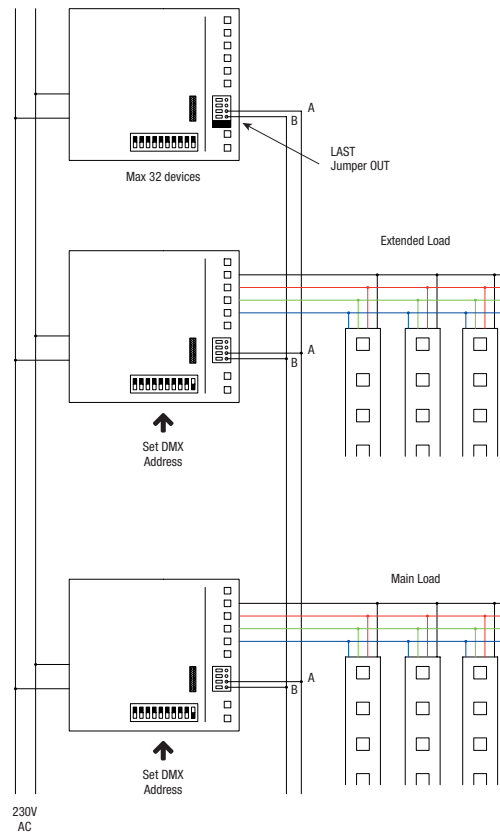 A
B
LAST
Jumper OUT
Max 32 devices
Extended Load
A
B
Set DMX
Address
Main Load
A
B
Set DMX
Address
230V
AC